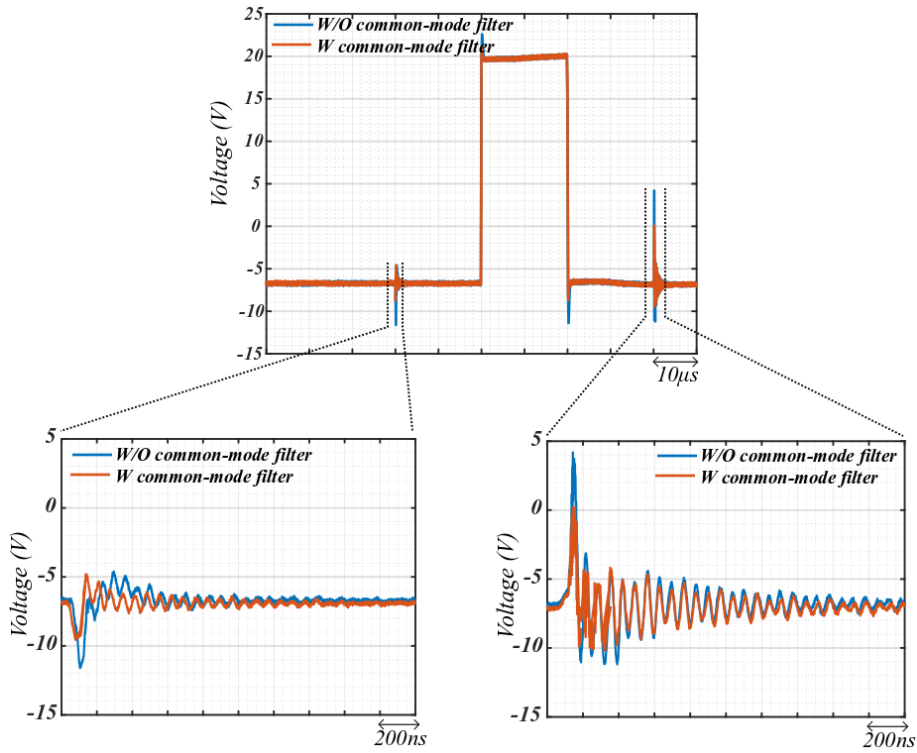 25
20
15
10
5
0
-5
-10
-15
Voltage (V)
W/O common-mode filter
W common-mode filter
10μs
5
0
-5
-10
-15
Voltage (V)
W/O common-mode filter
W common-mode filter
200ns
5
0
-5
-10
-15
Voltage (V)
W/O common-mode filter
W common-mode filter
200ns